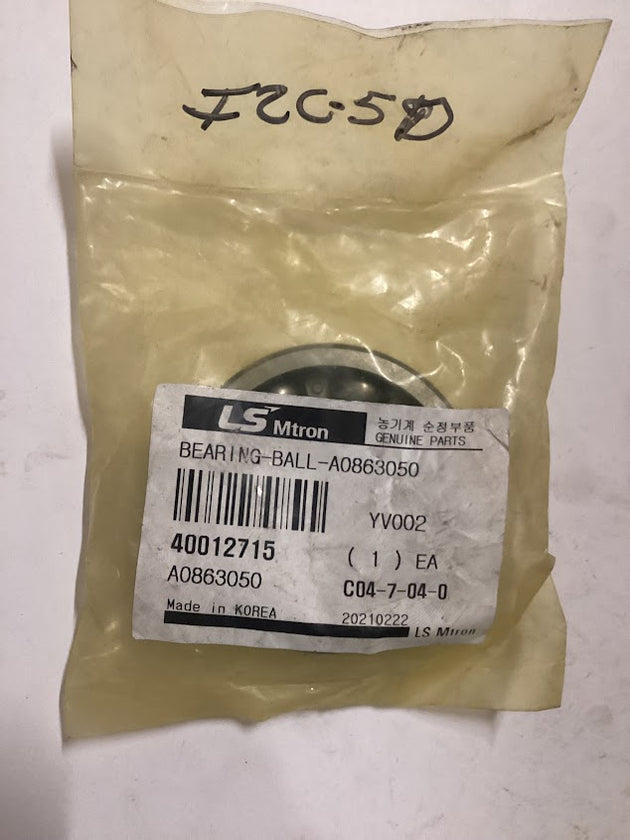 I2C-5D
LS Mtron
농기계 순정부품
GENUINE PARTS
BEARING-BALL-A0863050
YV002
40012715
( 1 ) EA
A0863050
C04-7-04-0
Made in KOREA
20210222
LS Mtron